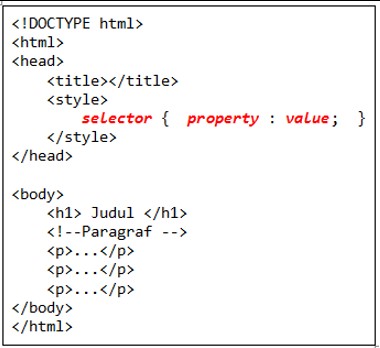 <!DOCTYPE html>
<html>
<head>
    <title></title>
    <style>
        selector {  property : value;  }
    </style>
</head>

<body>
    <h1> Judul </h1>
    <!--Paragraf -->
    <p>...</p>
    <p>...</p>
    <p>...</p>
</body>
</html>